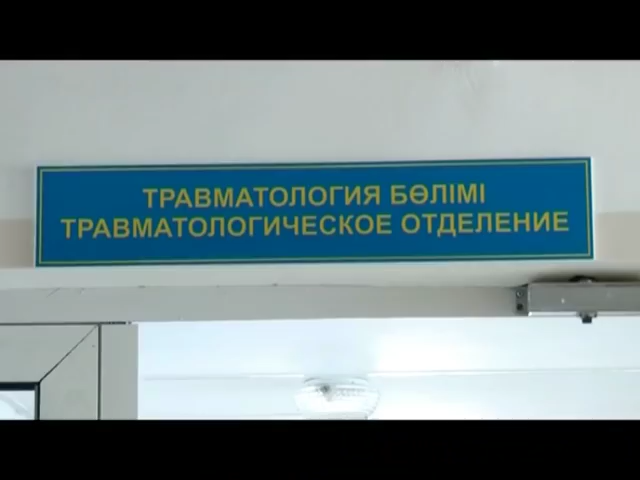 ТРАВМАТОЛОГИЯ БӨЛІМІ
ТРАВМАТОЛОГИЧЕСКОЕ ОТДЕЛЕНИЕ